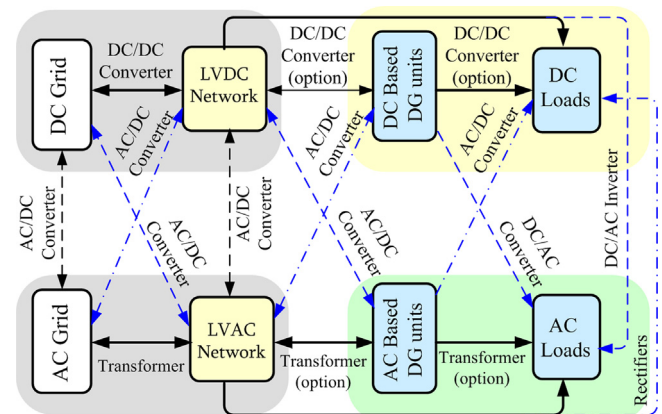 DC Grid
DC/DC
Converter
LVDC
Network
DC/DC
Converter
(option)
DC Based
DG units
DC/DC
Converter
(option)
DC
Loads
AC/DC
Converter
AC/DC
Converter
AC/DC
Converter
AC/DC
Converter
AC/DC
Converter
AC/DC
Converter
AC/DC
Converter
DC/AC
Converter
DC/AC Inverter
AC Grid
Transformer
LVAC
Network
Transformer
(option)
AC Based
DG units
Transformer
(option)
AC
Loads
Rectifiers